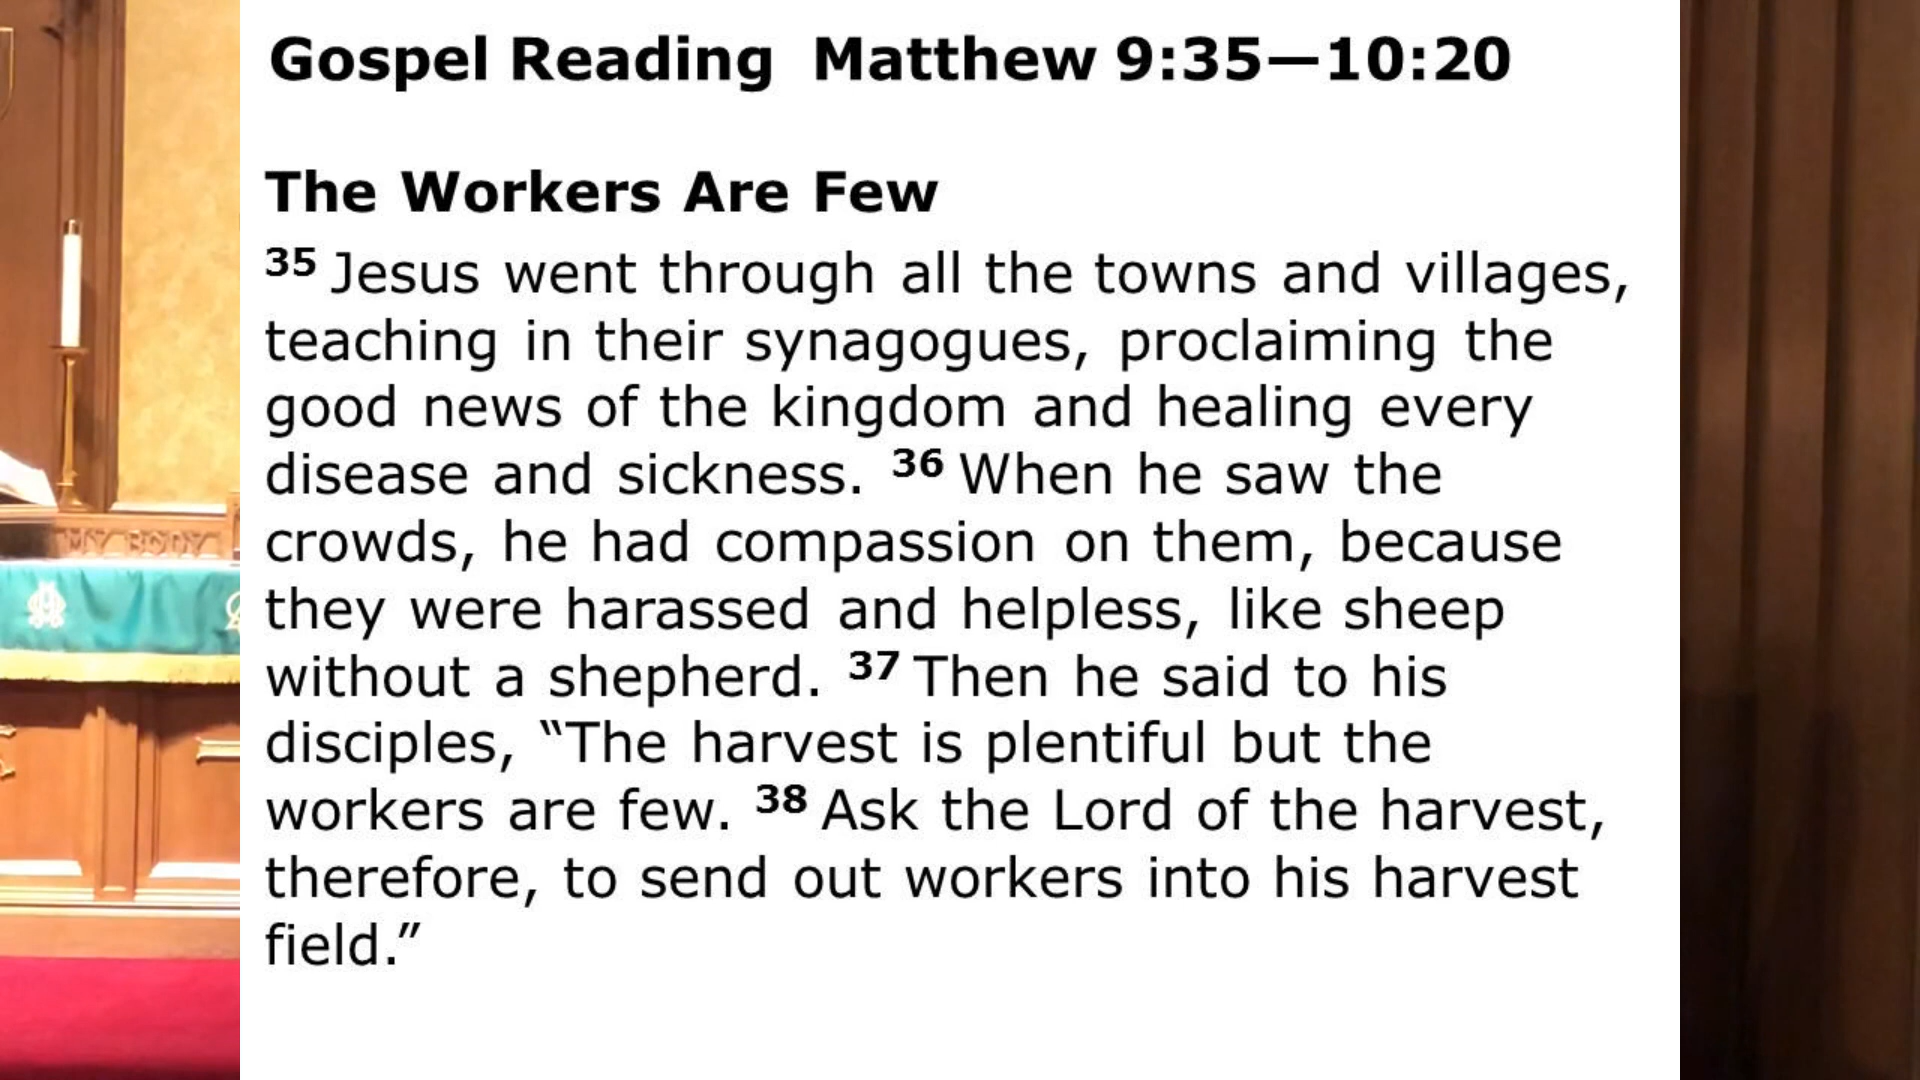 Gospel Reading  Matthew 9:35—10:20
The Workers Are Few
35 Jesus went through all the towns and villages,
teaching in their synagogues, proclaiming the
good news of the kingdom and healing every
disease and sickness. 36 When he saw the
crowds, he had compassion on them, because
they were harassed and helpless, like sheep
without a shepherd. 37 Then he said to his
disciples, “The harvest is plentiful but the
workers are few. 38 Ask the Lord of the harvest,
therefore, to send out workers into his harvest
field.”
MY BODY